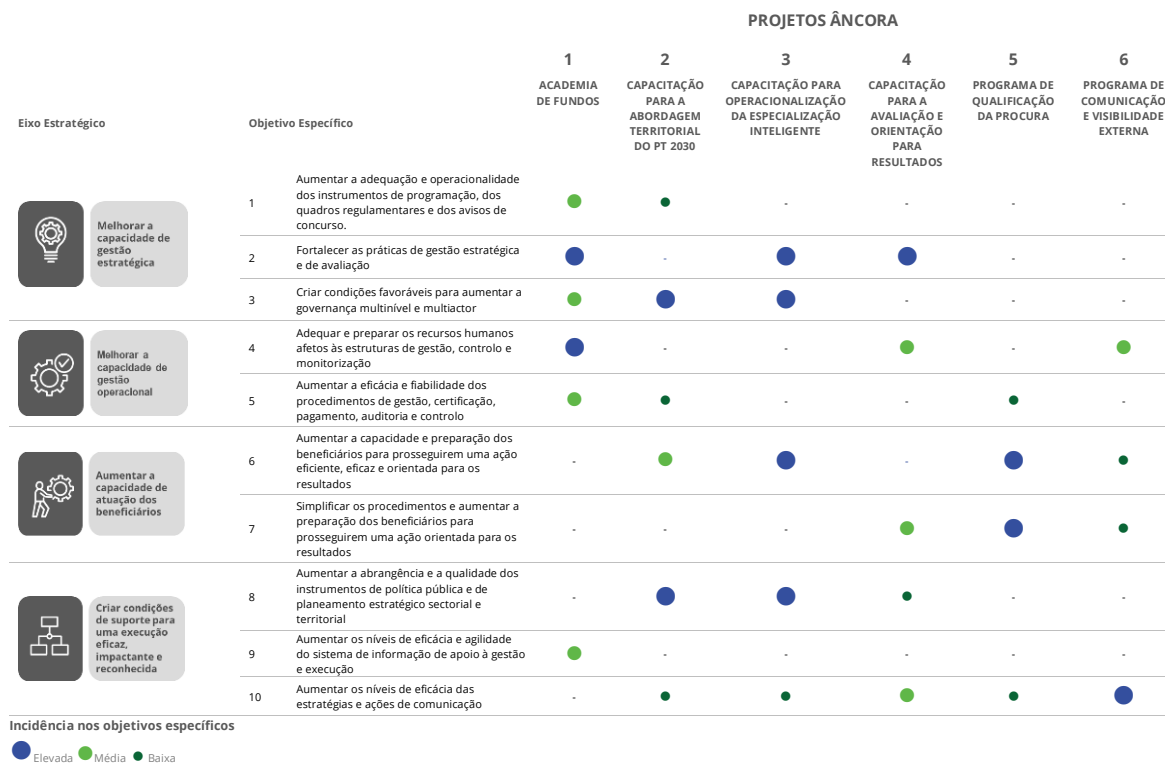 PROJETOS ÂNCORA
1
2
3
4
5
6
ACADEMIA
DE FUNDOS
CAPACITAÇÃO
PARA A
ABORDAGEM
TERRITORIAL
DO PT 2030
CAPACITAÇÃO PARA
OPERACIONALIZAÇÃO
DA ESPECIALIZAÇÃO
INTELIGENTE
CAPACITAÇÃO
PARA A
AVALIAÇÃO E
ORIENTAÇÃO
PARA
RESULTADOS
PROGRAMA DE
QUALIFICAÇÃO
DA PROCURA
PROGRAMA DE
COMUNICAÇÃO
E VISIBILIDADE
EXTERNA
Eixo Estratégico
Objetivo Específico
Melhorar a
capacidade de
gestão
estratégica
1
Aumentar a adequação e operacionalidade
dos instrumentos de programação, dos
quadros regulamentares e dos avisos de
concurso.
- - - -
2
Fortalecer as práticas de gestão estratégica
e de avaliação
- - -
3
Criar condições favoráveis para aumentar a
governança multinível e multiactor
- - -
Melhorar a
capacidade de
gestão
operacional
4
Adequar e preparar os recursos humanos
afetos às estruturas de gestão, controlo e
monitorização
- - -
5
Aumentar a eficácia e fiabilidade dos
procedimentos de gestão, certificação,
pagamento, auditoria e controlo
- - -
Aumentar a
capacidade de
atuação dos
beneficiários
6
Aumentar a capacidade e preparação dos
beneficiários para prosseguirem uma ação
eficiente, eficaz e orientada para os
resultados
- -
7
Simplificar os procedimentos e aumentar a
preparação dos beneficiários para
prosseguirem uma ação orientada para os
resultados
- - -
Criar condições
de suporte para
uma execução
eficaz,
impactante e
reconhecida
8
Aumentar a abrangência e a qualidade dos
instrumentos de política pública e de
planeamento estratégico sectorial e
territorial
- - -
9
Aumentar os níveis de eficácia e agilidade
do sistema de informação de apoio à gestão
e execução
- - - - -
10
Aumentar os níveis de eficácia das
estratégias e ações de comunicação
-
Incidência nos objetivos específicos
Elevada Média Baixa